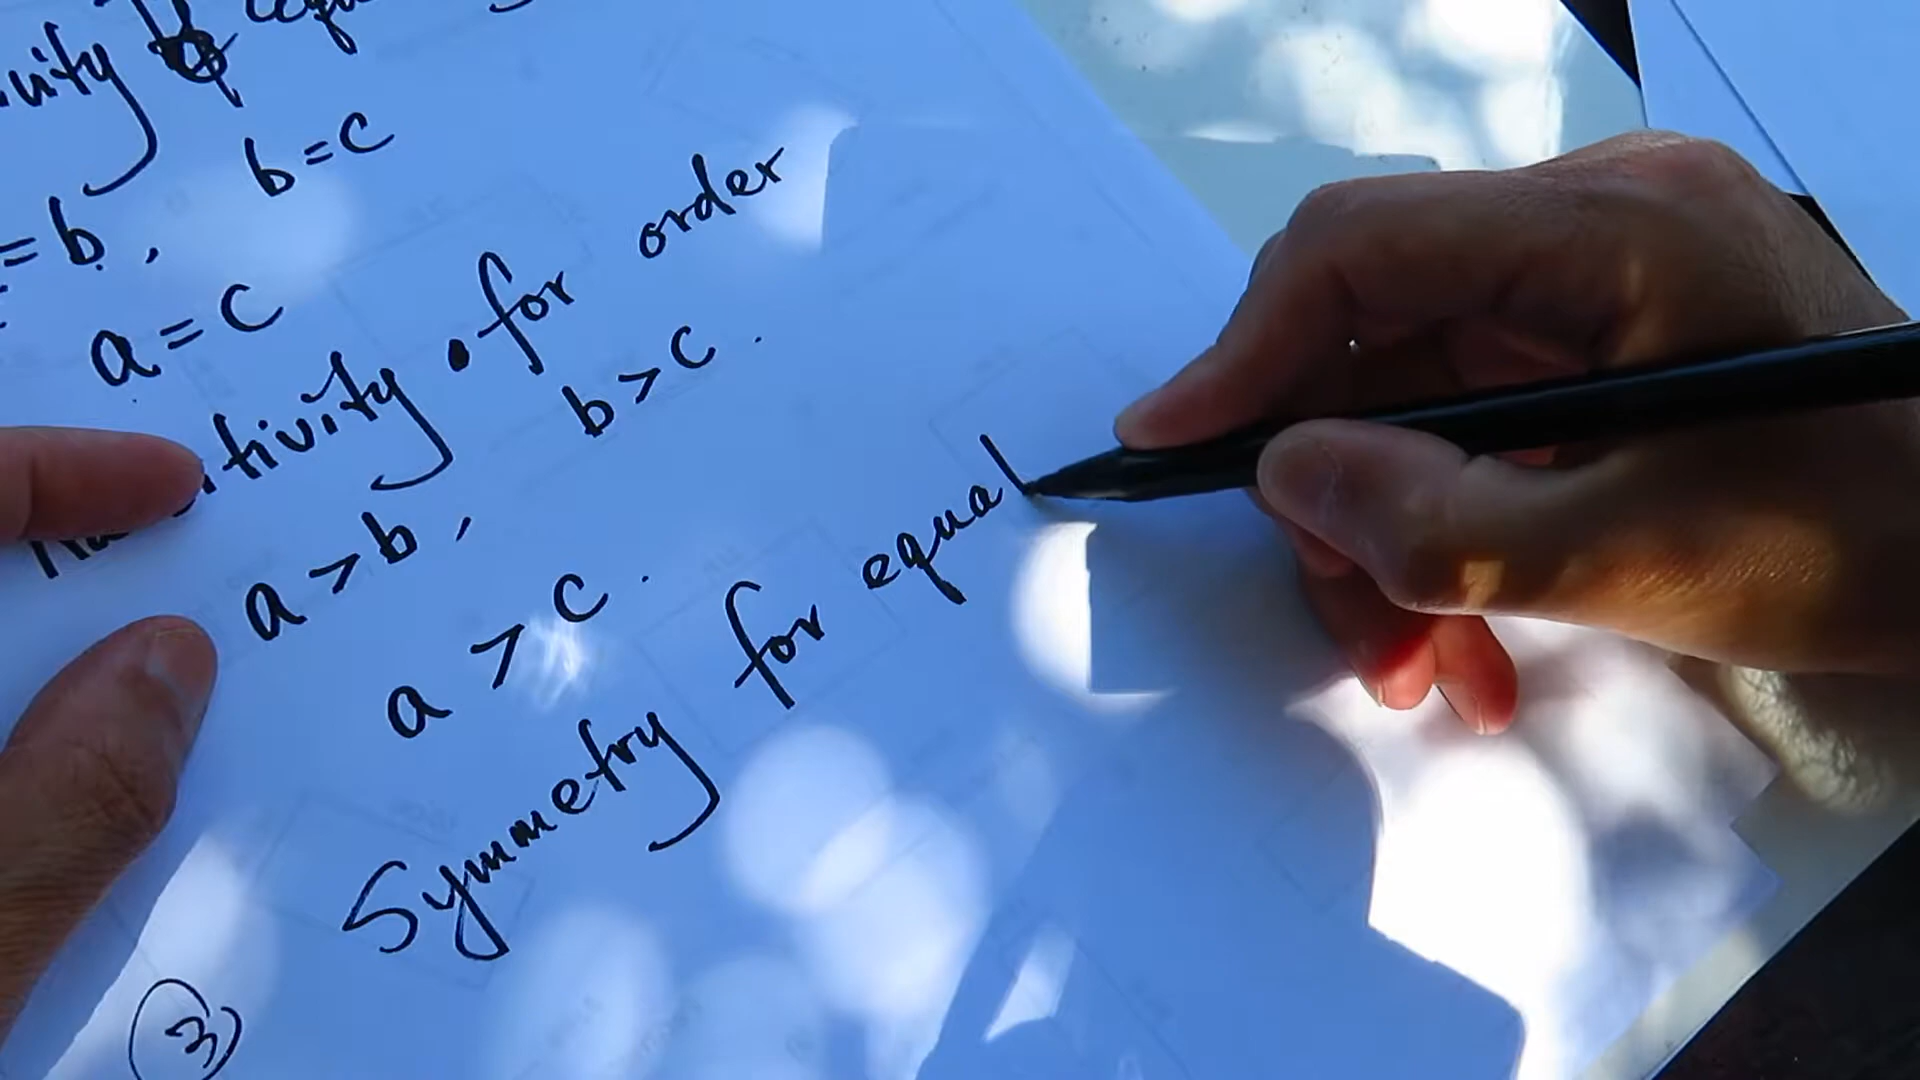 b=c
=b,
a=c
tivity for order
a>b, b>c.
a>c.
③ Symmetry for equal